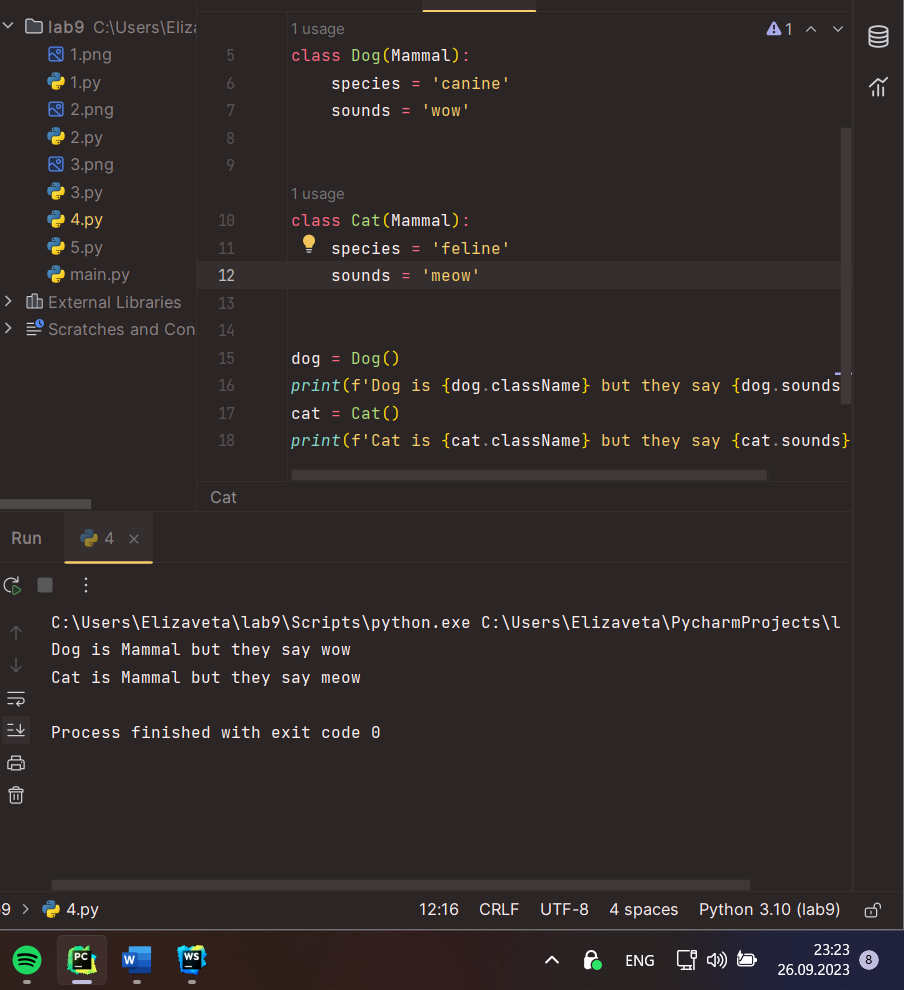 lab9 C:\Users\Eliza
1.png
1.py
2.png
2.py
3.png
3.py
4.py
5.py
main.py
External Libraries
Scratches and Con
1 usage
1
5 class Dog(Mammal):
6 species = 'canine'
7 sounds = 'wow'
8
9
1 usage
10 class Cat(Mammal):
11 species = 'feline'
12 sounds = 'meow'
13
14
15 dog = Dog()
16 print(f'Dog is {dog.className} but they say {dog.sounds
17 cat = Cat()
18 print(f'Cat is {cat.className} but they say {cat.sounds}
Cat
Run 4
C:\Users\Elizaveta\lab9\Scripts\python.exe C:\Users\Elizaveta\PycharmProjects\l
Dog is Mammal but they say wow
Cat is Mammal but they say meow
Process finished with exit code 0
9 4.py 12:16 CRLF UTF-8 4 spaces Python 3.10 (lab9)
PC W WS ENG 23:23
26.09.2023 8